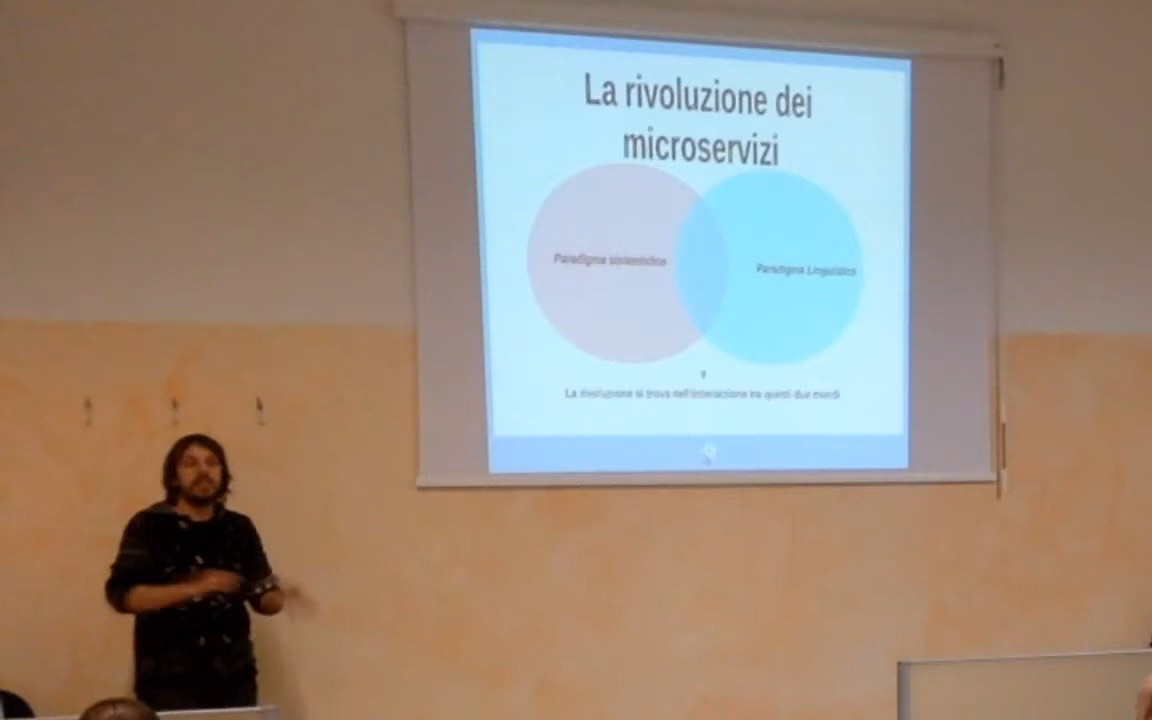 La rivoluzione dei
microservizi
Paradigma sistemistico
Paradigma Linguistico
La rivoluzione si trova nell'interazione tra questi due mondi